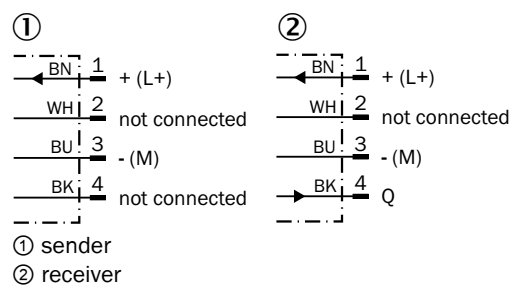 ① ②
BN 1 + (L+) BN 1 + (L+)
WH 2 not connected WH 2 not connected
BU 3 - (M) BU 3 - (M)
BK 4 not connected BK 4 Q
① sender
② receiver